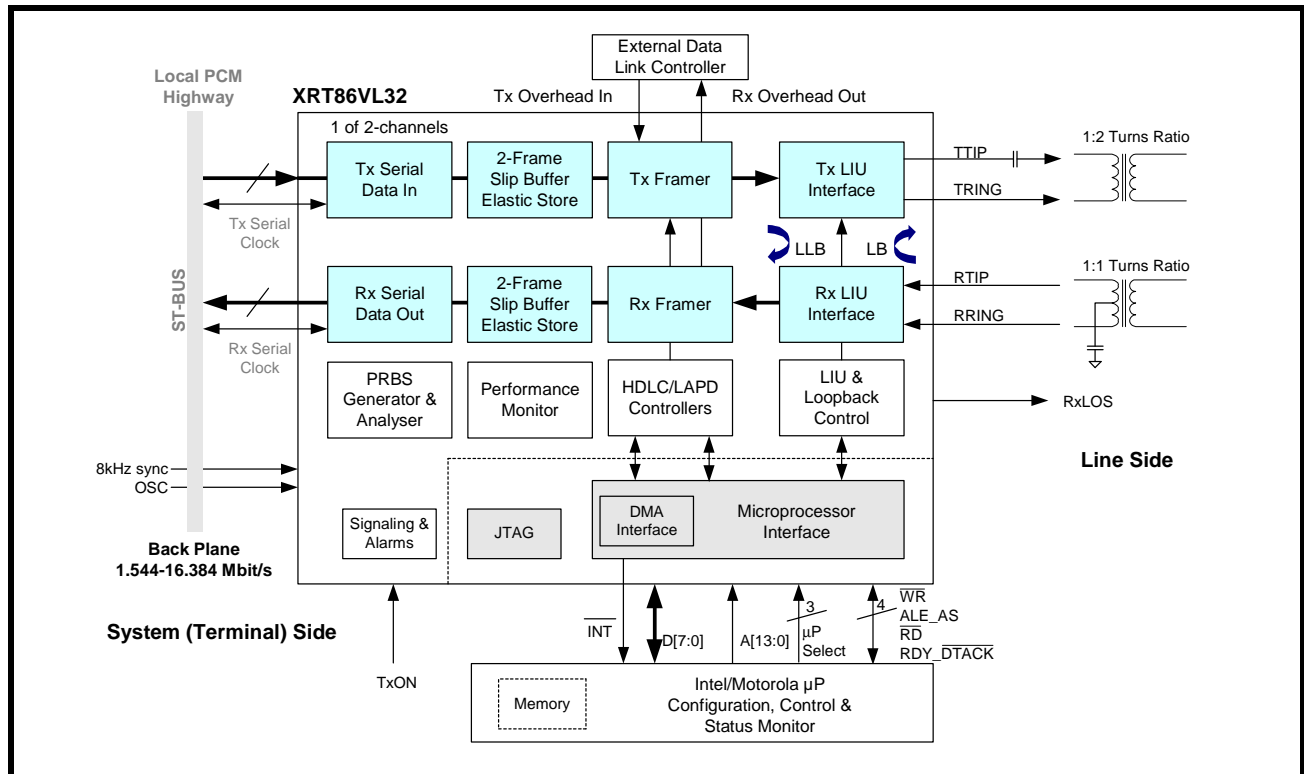 External Data
Link Controller
Local PCM
Highway
XRT86VL32
Tx Overhead In
Rx Overhead Out
1 of 2-channels
Tx Serial
Data In
2-Frame
Slip Buffer
Elastic Store
Tx Framer
Tx LIU
Interface
TTIP
TRING
1:2 Turns Ratio
Tx Serial
Clock
LLB
LB
ST-BUS
Rx Serial
Data Out
2-Frame
Slip Buffer
Elastic Store
Rx Framer
Rx LIU
Interface
RTIP
RRING
1:1 Turns Ratio
Rx Serial
Clock
PRBS
Generator &
Analyser
Performance
Monitor
HDLC/LAPD
Controllers
LIU &
Loopback
Control
RxLOS
Line Side
8kHz sync
OSC
Signaling &
Alarms
JTAG
DMA
Interface
Microprocessor
Interface
Back Plane
1.544-16.384 Mbit/s
System (Terminal) Side
TxON
INT
D[7:0]
A[13:0]
3
µP
Select
4
WR
ALE_AS
RD
RDY_DTACK
Memory
Intel/Motorola µP
Configuration, Control &
Status Monitor